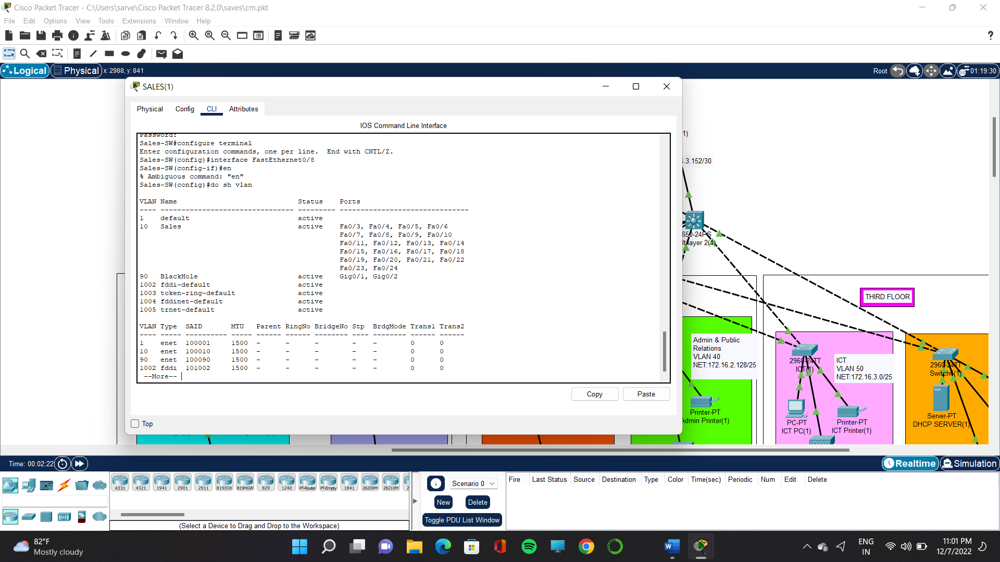 Cisco Packet Tracer - C:\Users\sarve\Cisco Packet Tracer 8.2.0\saves\cm.pkt
File Edit Options View Tools Extensions Window Help
Logical Physical x: 2988, y: 841
Root 01:19:30
SALES(1)
Physical Config CLI Attributes
IOS Command Line Interface
Password:
Sales-SW#configure terminal
Enter configuration commands, one per line.  End with CNTL/Z.
Sales-SW(config)#interface FastEthernet0/8
Sales-SW(config-if)#en
% Ambiguous command: "en"
Sales-SW(config)#do sh vlan
VLAN Name                             Status    Ports
---- -------------------------------- --------- -------------------------------
1    default                          active
10   Sales                            active    Fa0/3, Fa0/4, Fa0/5, Fa0/6
Fa0/7, Fa0/8, Fa0/9, Fa0/10
Fa0/11, Fa0/12, Fa0/13, Fa0/14
Fa0/15, Fa0/16, Fa0/17, Fa0/18
Fa0/19, Fa0/20, Fa0/21, Fa0/22
Fa0/23, Fa0/24
90   BlackHole                        active    Gig0/1, Gig0/2
1002 fddi-default                     active
1003 token-ring-default               active
1004 fddinet-default                  active
1005 trnet-default                    active
VLAN Type  SAID       MTU   Parent RingNo BridgeNo Stp  BrdgMode Trans1 Trans2
---- ----- ---------- ----- ------ ------ -------- ---- -------- ------ ------
1    enet  100001     1500  -      -      -        -    -        0      0
10   enet  100010     1500  -      -      -        -    -        0      0
90   enet  100090     1500  -      -      -        -    -        0      0
1002 fddi  101002     1500  -      -      -        -    -        0      0
--More--
Copy Paste
Top
1)
.3.152/30
650-24PS
ltilayer 2(1)
THIRD FLOOR
Admin & Public
Relations
VLAN 40
NET:172.16.2.128/25
Printer-PT
Admin Printer(1)
2960-24TT
ICT(1)
ICT
VLAN 50
NET:172.16.3.0/25
PC-PT
ICT PC(1)
Printer-PT
ICT Printer(1)
2960-24TT
Switch6(1)
Server-PT
DHCP SERVER(1)
Time: 00:02:22
Realtime Simulation
4331 4321 1941 2901 2911 819IOX 819HGW 829 1240 PT-Router PT-Empty 1841 2620XM 2621XM 2
(Select a Device to Drag and Drop to the Workspace)
Scenario 0
New Delete
Toggle PDU List Window
Fire Last Status Source Destination Type Color Time(sec) Periodic Num Edit Delete
82°F
Mostly cloudy
ENG
IN
11:01 PM
12/7/2022